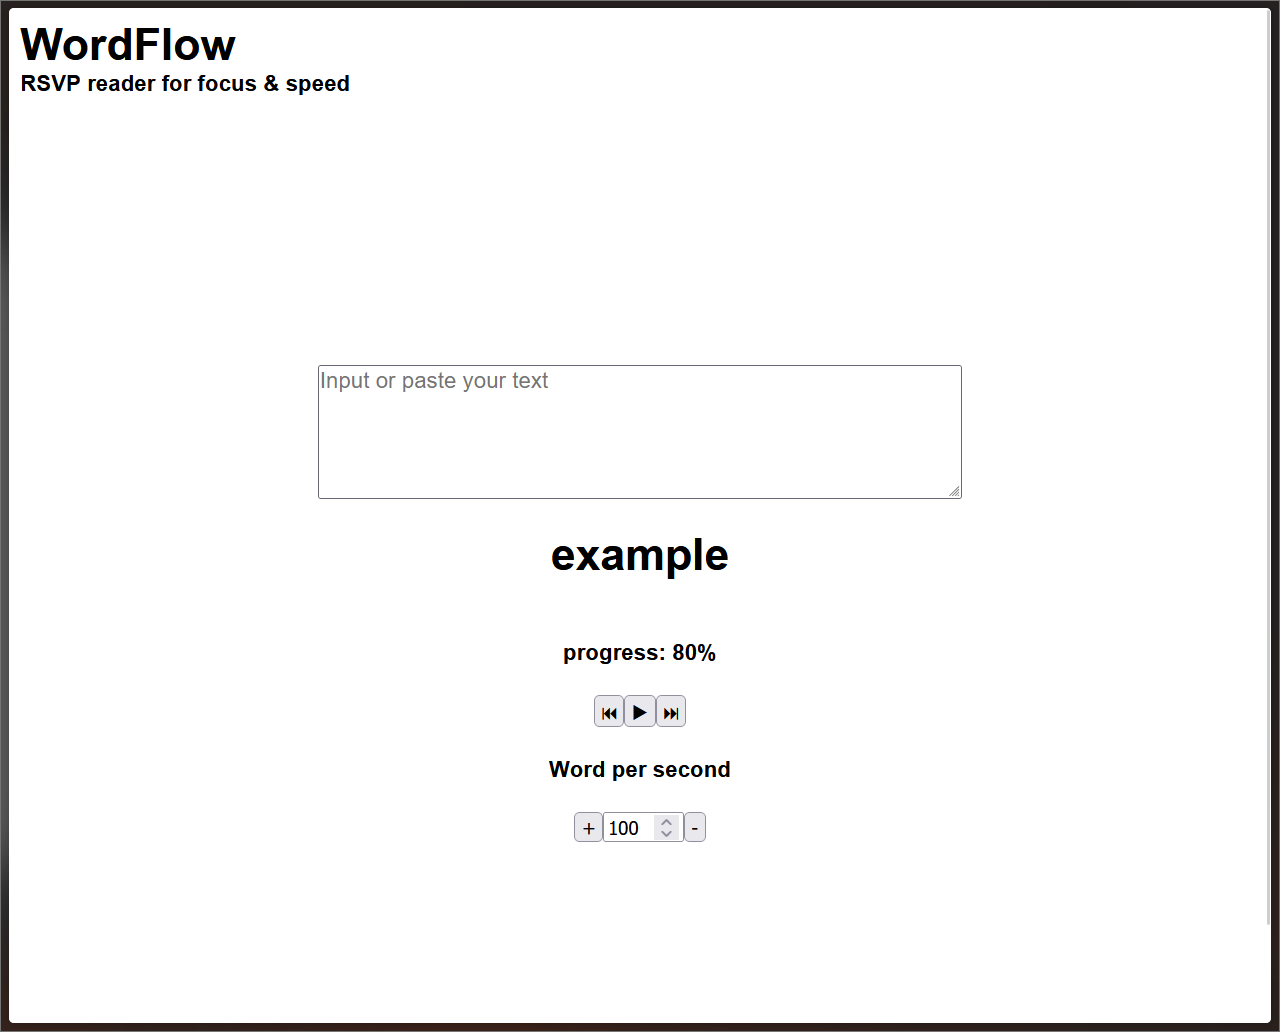 WordFlow
RSVP reader for focus & speed
Input or paste your text
example
progress: 80%
⏮ ▶ ⏭
Word per second
+ 100 -